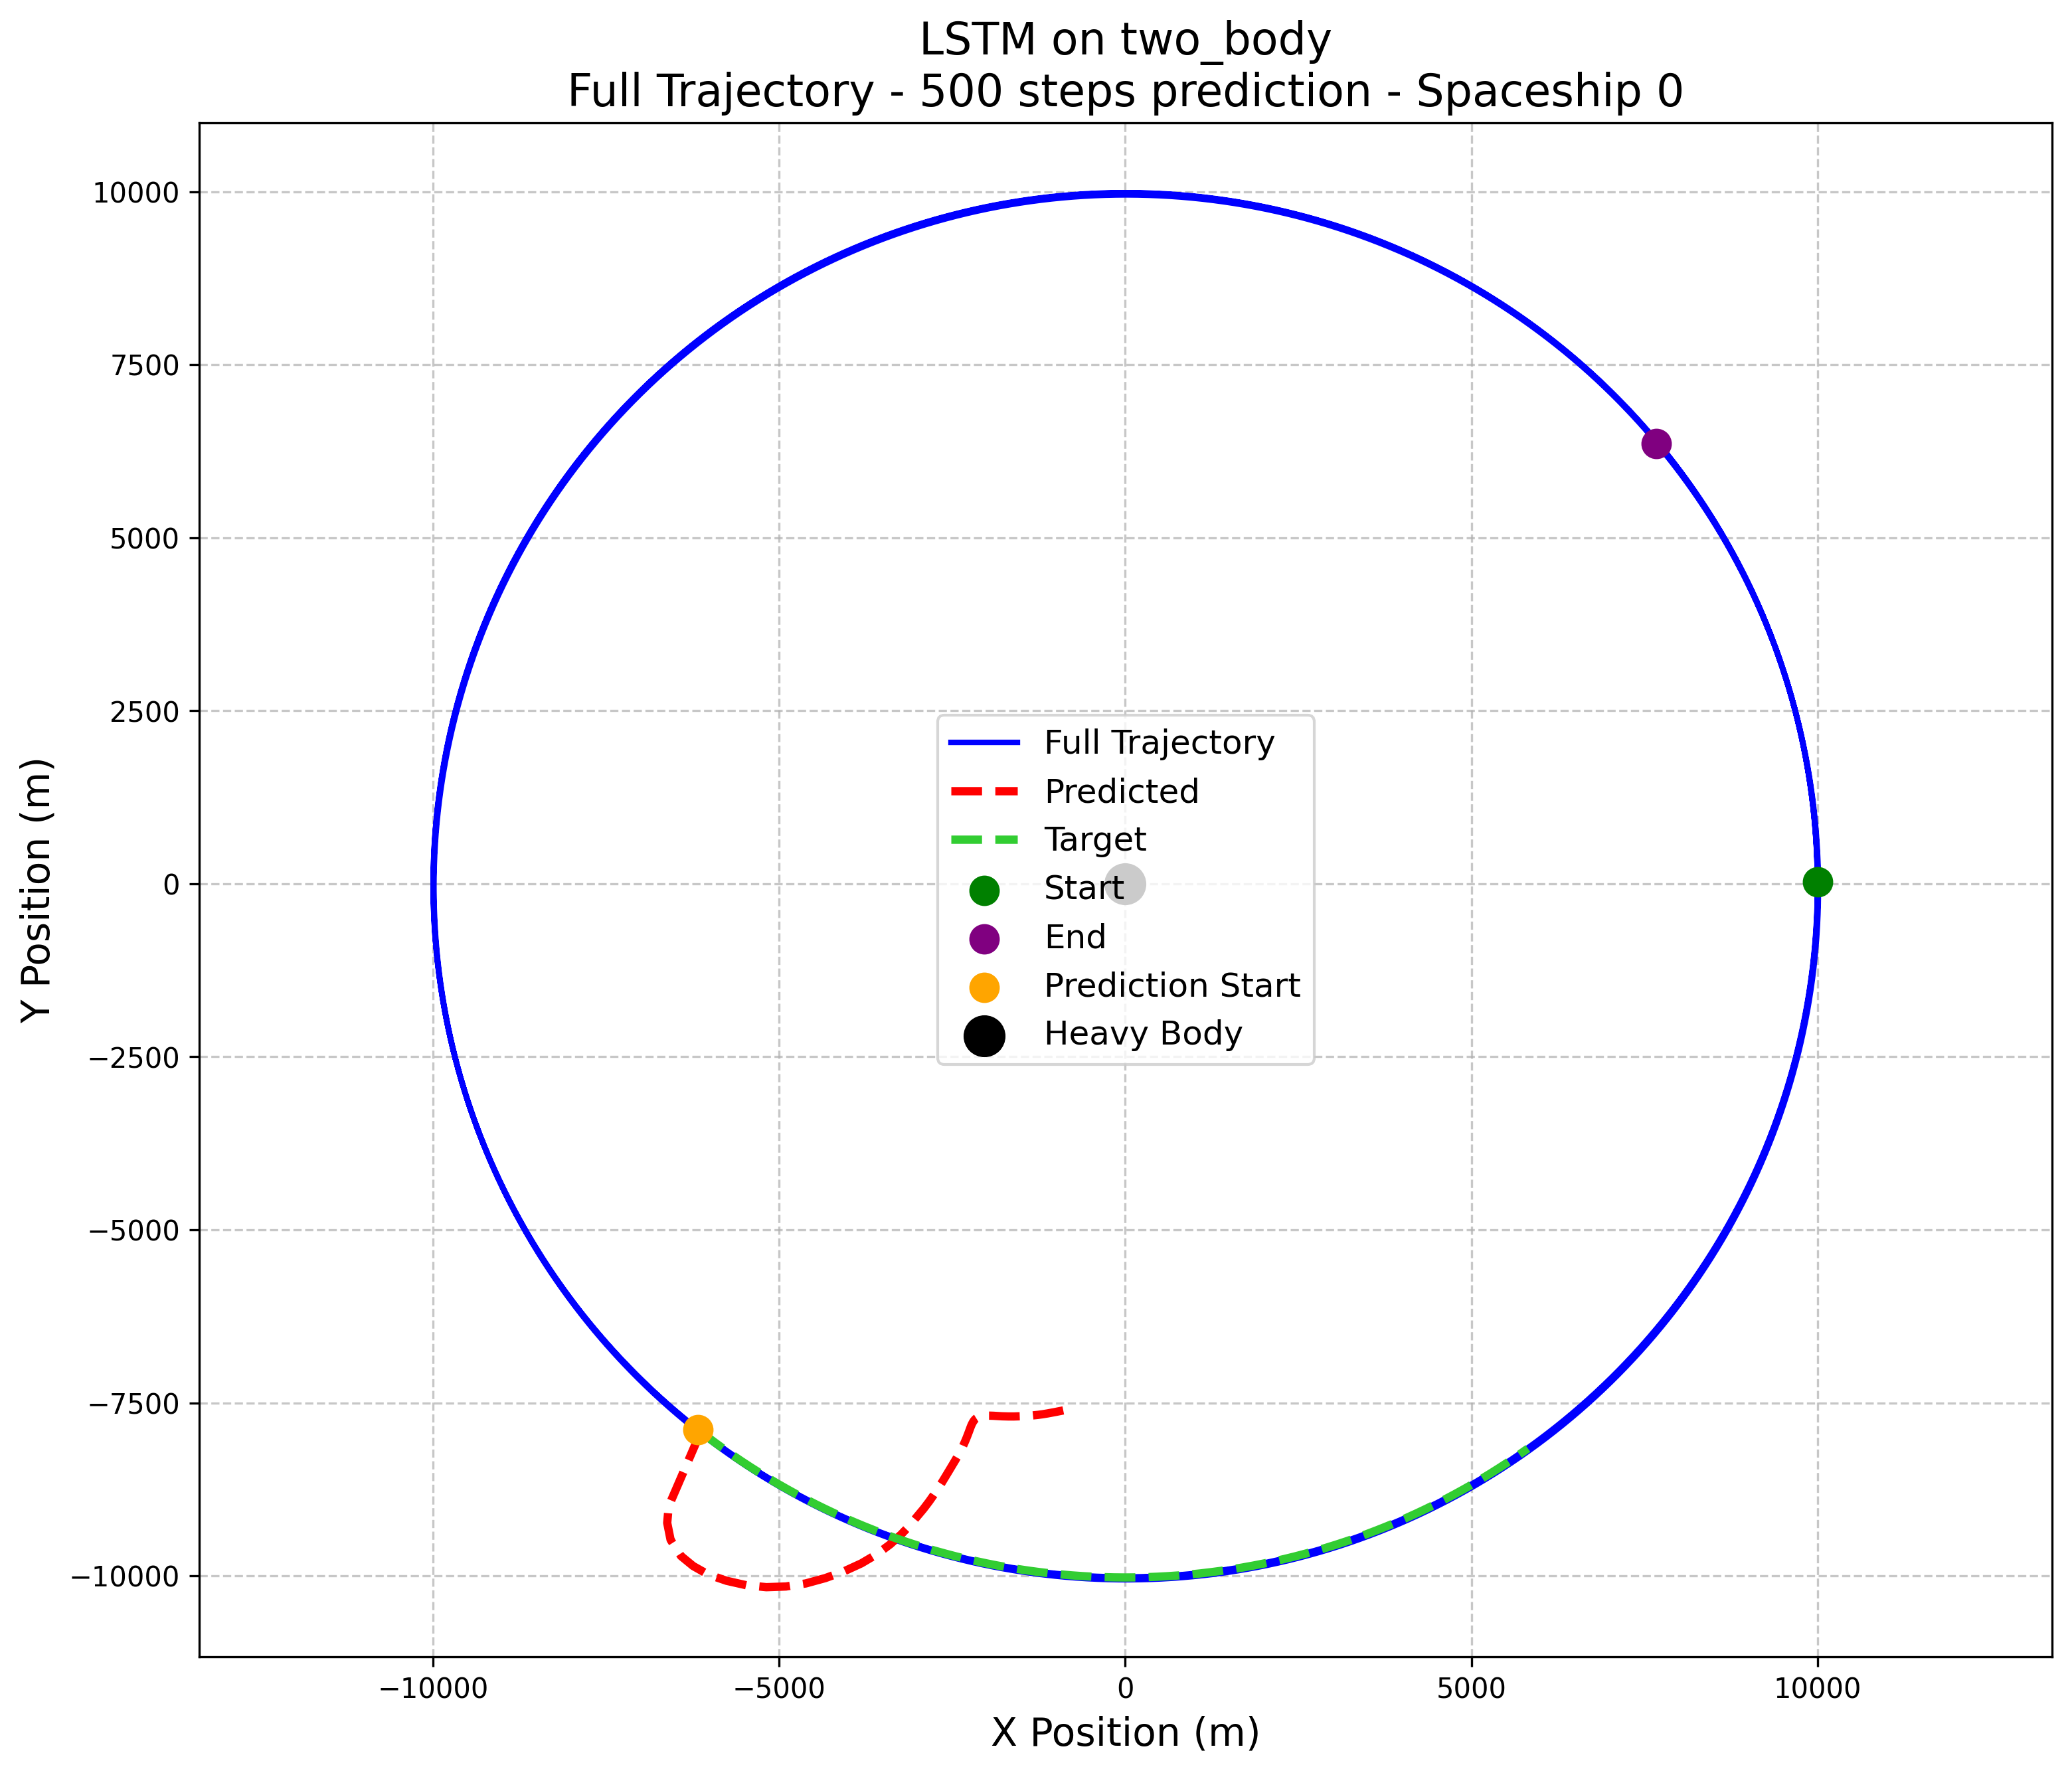 LSTM on two_body
Full Trajectory - 500 steps prediction - Spaceship 0
Y Position (m)
10000
7500
5000
2500
0
−2500
−5000
−7500
−10000
Full Trajectory
Predicted
Target
Start
End
Prediction Start
Heavy Body
−10000
−5000
0
5000
10000
X Position (m)